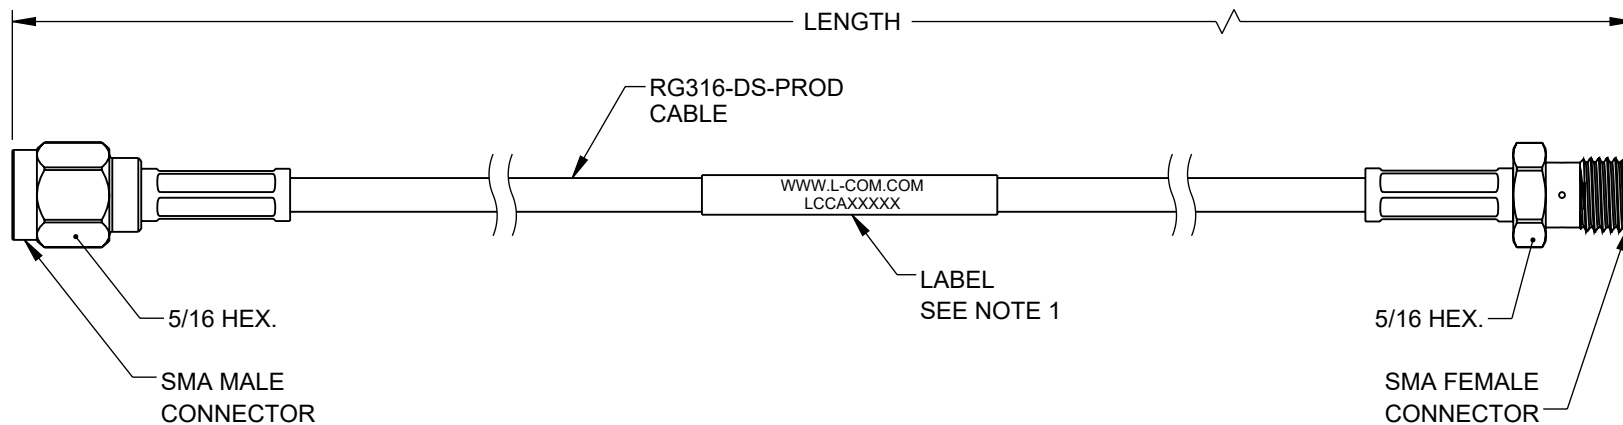 LENGTH
RG316-DS-PROD
CABLE
WWW.L-COM.COM
LCCAXXXXX
LABEL
SEE NOTE 1
5/16 HEX.
5/16 HEX.
SMA MALE
CONNECTOR
SMA FEMALE
CONNECTOR